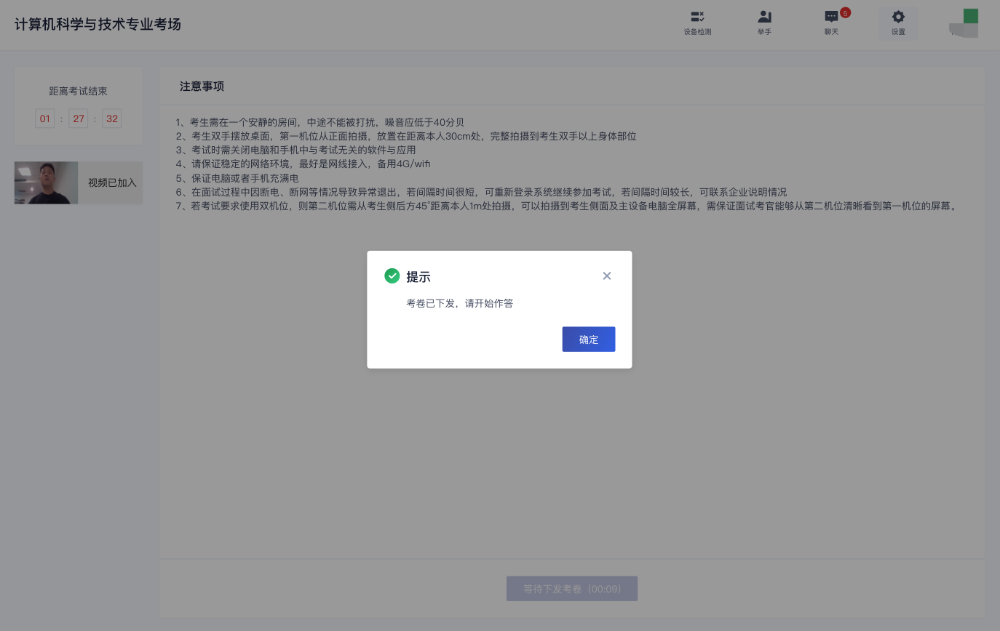 计算机科学与技术专业考场
设备检测
举手
5
聊天
设置
距离考试结束
01 : 27 : 32
视频已加入
注意事项
1、考生需在一个安静的房间，中途不能被打扰，噪音应低于40分贝
2、考生双手摆放桌面，第一机位从正面拍摄，放置在距离本人30cm处，完整拍摄到考生双手以上身体部位
3、考试时需关闭电脑和手机中与考试无关的软件与应用
4、请保证稳定的网络环境，最好是网线接入，备用4G/wifi
5、保证电脑或者手机充满电
6、在面试过程中因断电、断网等情况导致异常退出，若间隔时间很短，可重新登录系统继续参加考试，若间隔时间较长，可联系企业说明情况
7、若考试要求使用双机位，则第二机位需从考生侧后方45°距离本人1m处拍摄，可以拍摄到考生侧面及主设备电脑全屏幕，需保证面试考官能够从第二机位清晰看到第一机位的屏幕。
提示
考卷已下发，请开始作答
确定
等待下发考卷（00:09）